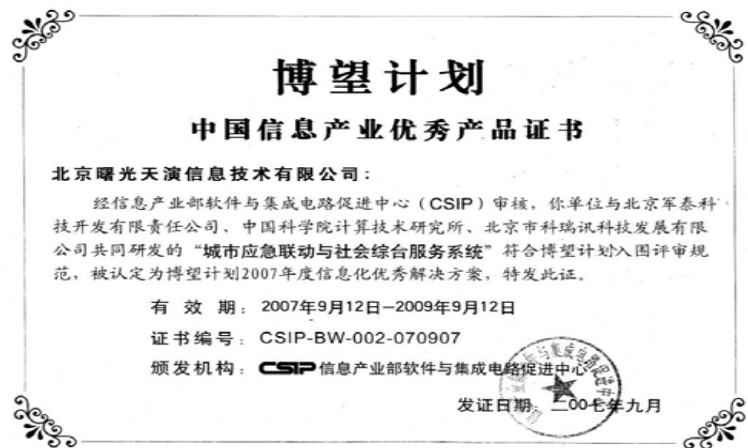 博望计划
中国信息产业优秀产品证书
北京曙光天演信息技术有限公司：
经信息产业部软件与集成电路促进中心（CSIP）审核，你单位与北京军泰科
技开发有限责任公司、中国科学院计算技术研究所、北京市科瑞讯科技发展有限
公司共同研发的“城市应急联动与社会综合服务系统”符合博望计划入围评审规
范，被认定为博望计划2007年度信息化优秀解决方案，特发此证。
有 效 期：2007年9月12日—2009年9月12日
证书编号：CSIP-BW-002-070907
颁发机构：CSIP 信息产业部软件与集成电路促进中心
发证日期 二00七年九月